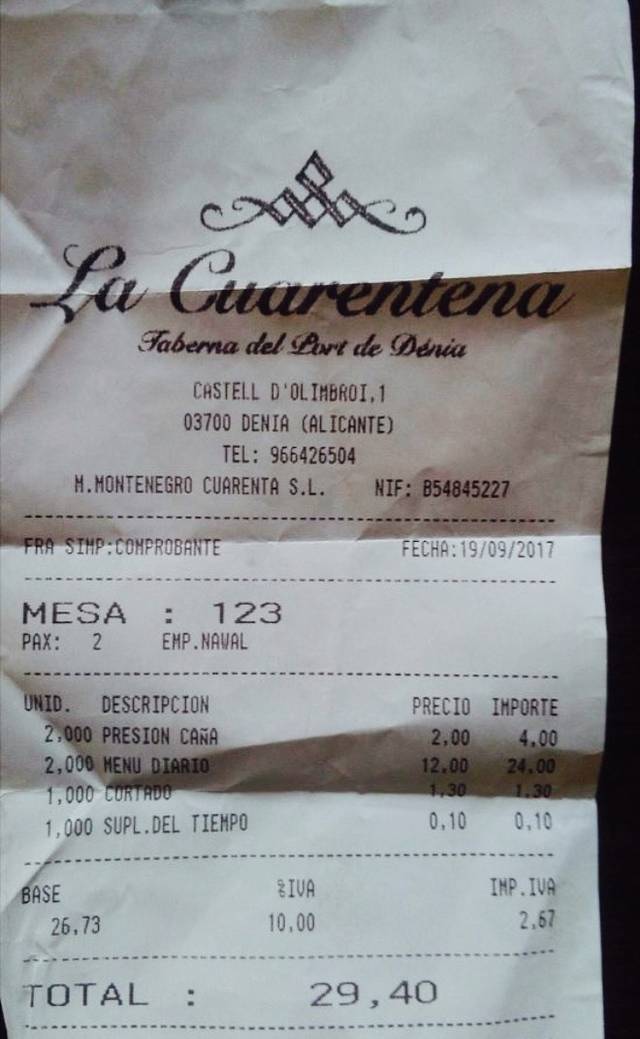 La Cuarentena
Taberna del Port de Dénia
CASTELL D'OLIMBROI,1
03700 DENIA (ALICANTE)
TEL: 966426504
M.MONTENEGRO CUARENTA S.L. NIF: B54845227
FRA SIMP:COMPROBANTE FECHA:19/09/2017
MESA : 123
PAX: 2 EMP.NAVAL
UNID. DESCRIPCION PRECIO IMPORTE
2,000 PRESION CAñA 2,00 4,00
2,000 MENU DIARIO 12,00 24,00
1,000 CORTADO 1,30 1,30
1,000 SUPL.DEL TIEMPO 0,10 0,10
BASE %IVA IMP.IVA
26,73 10,00 2,67
TOTAL : 29,40